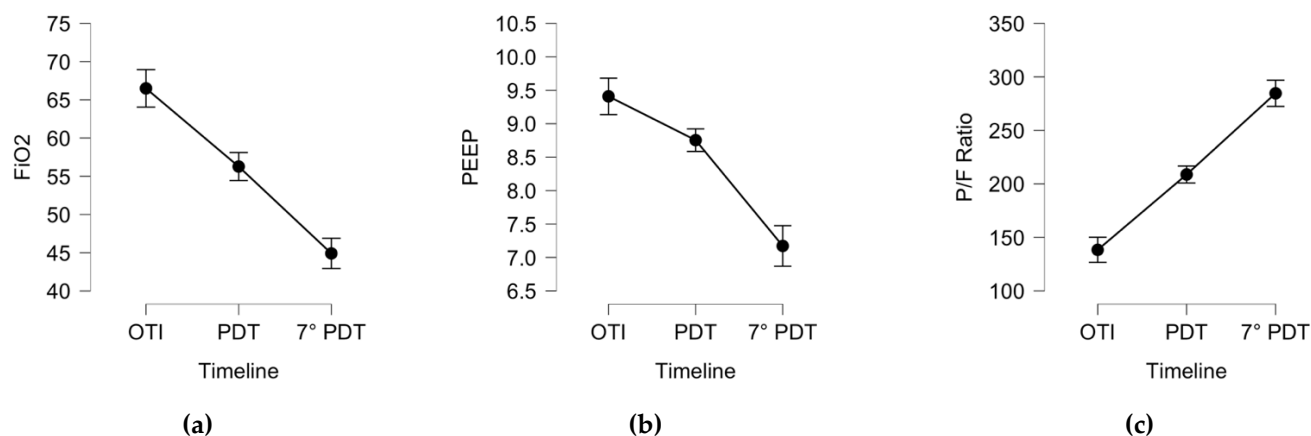 75
70
65
60
55
50
45
40
FiO2
OTI PDT 7° PDT
Timeline
(a)
10.5
10.0
9.5
9.0
8.5
8.0
7.5
7.0
6.5
PEEP
OTI PDT 7° PDT
Timeline
(b)
350
300
250
200
150
100
P/F Ratio
OTI PDT 7° PDT
Timeline
(c)